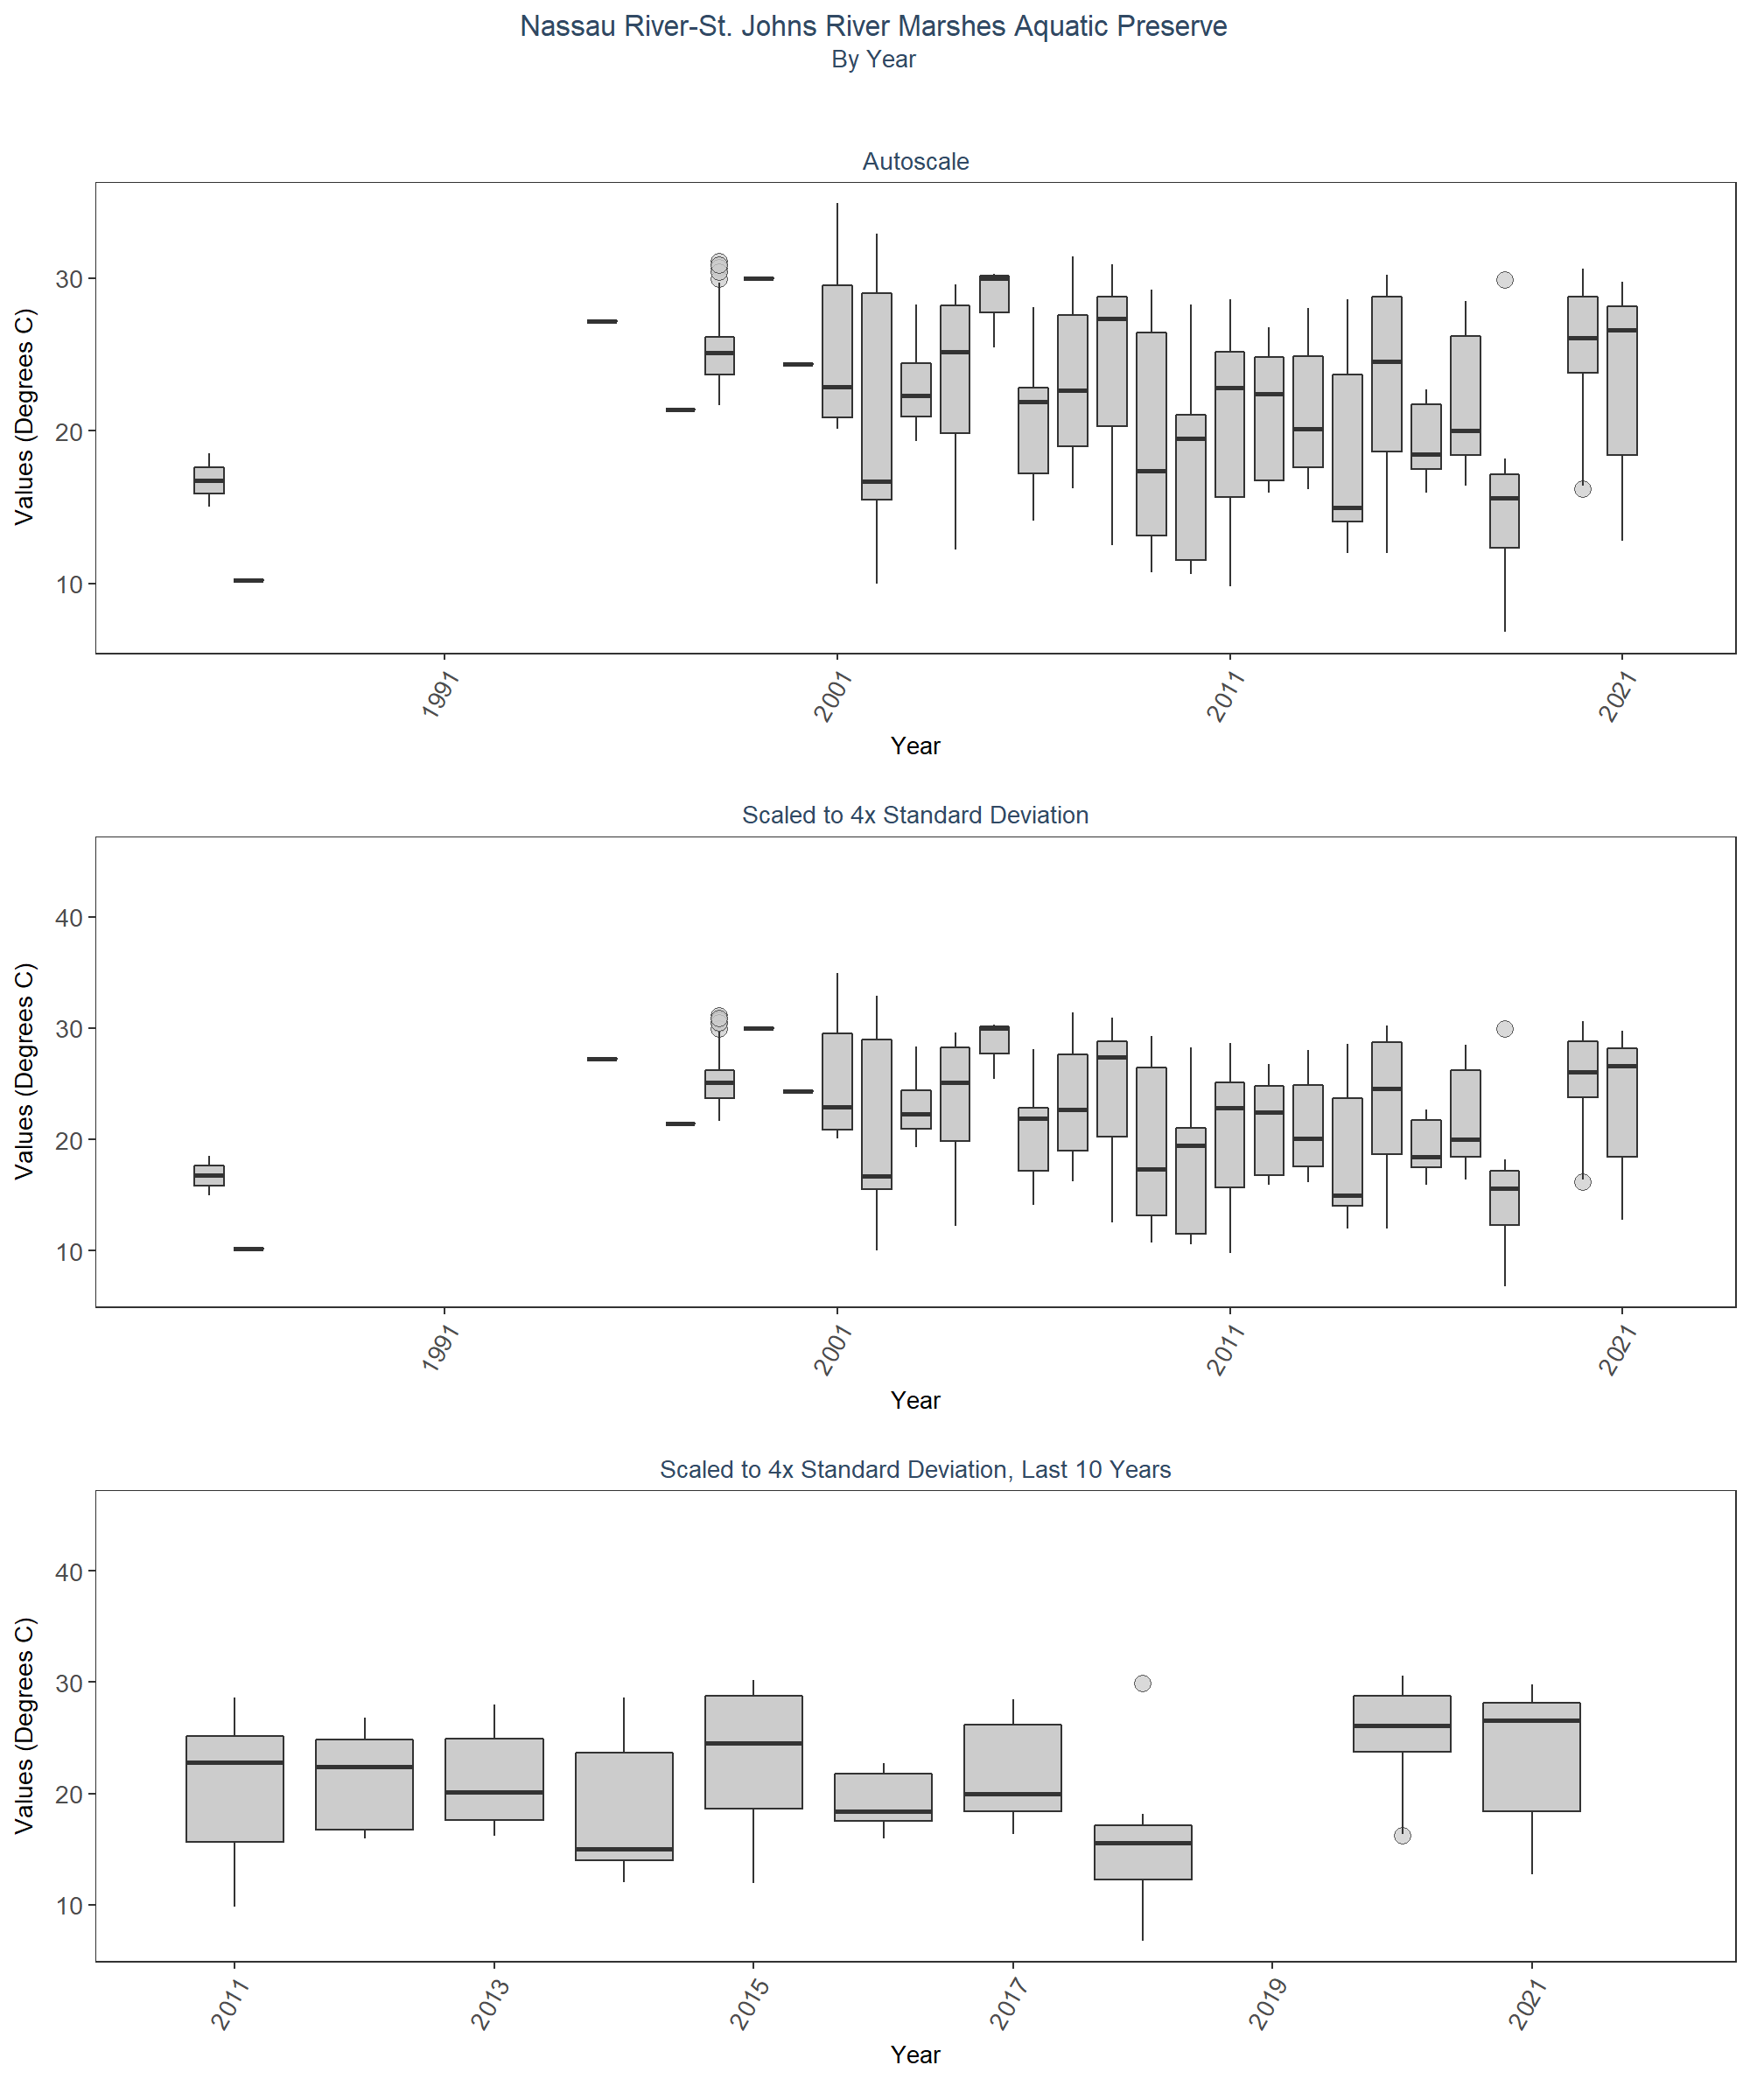 Nassau River-St. Johns River Marshes Aquatic Preserve
By Year
Autoscale
Values (Degrees C)
30
20
10
1991
2001
2011
2021
Year
Scaled to 4x Standard Deviation
Values (Degrees C)
40
30
20
10
1991
2001
2011
2021
Year
Scaled to 4x Standard Deviation, Last 10 Years
Values (Degrees C)
40
30
20
10
2011
2013
2015
2017
2019
2021
Year